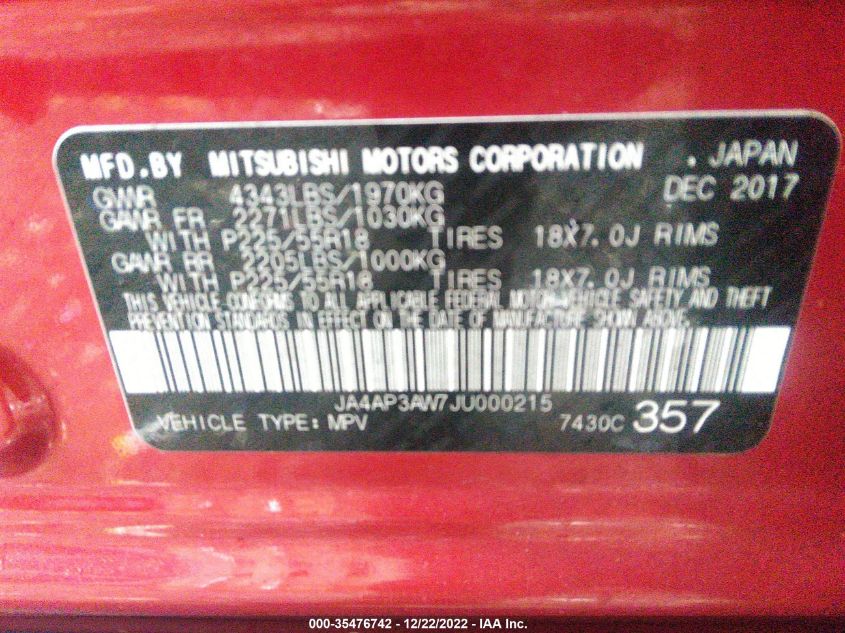 MFD.BY MITSUBISHI MOTORS CORPORATION . JAPAN
GVWR 4343LBS/1970KG DEC 2017
GAWR FR 2271LBS/1030KG
WITH P225/55R18 TIRES 18X7.0J RIMS
GAWR RR 2205LBS/1000KG
WITH P225/55R18 TIRES 18X7.0J RIMS
THIS VEHICLE CONFORMS TO ALL APPLICABLE FEDERAL MOTOR-VEHICLE SAFETY AND THEFT
PREVENTION STANDARDS IN EFFECT ON THE DATE OF MANUFACTURE SHOWN ABOVE.
JA4AP3AW7JU000215
VEHICLE TYPE: MPV 7430C 357
000-35476742 - 12/22/2022 - IAA Inc.